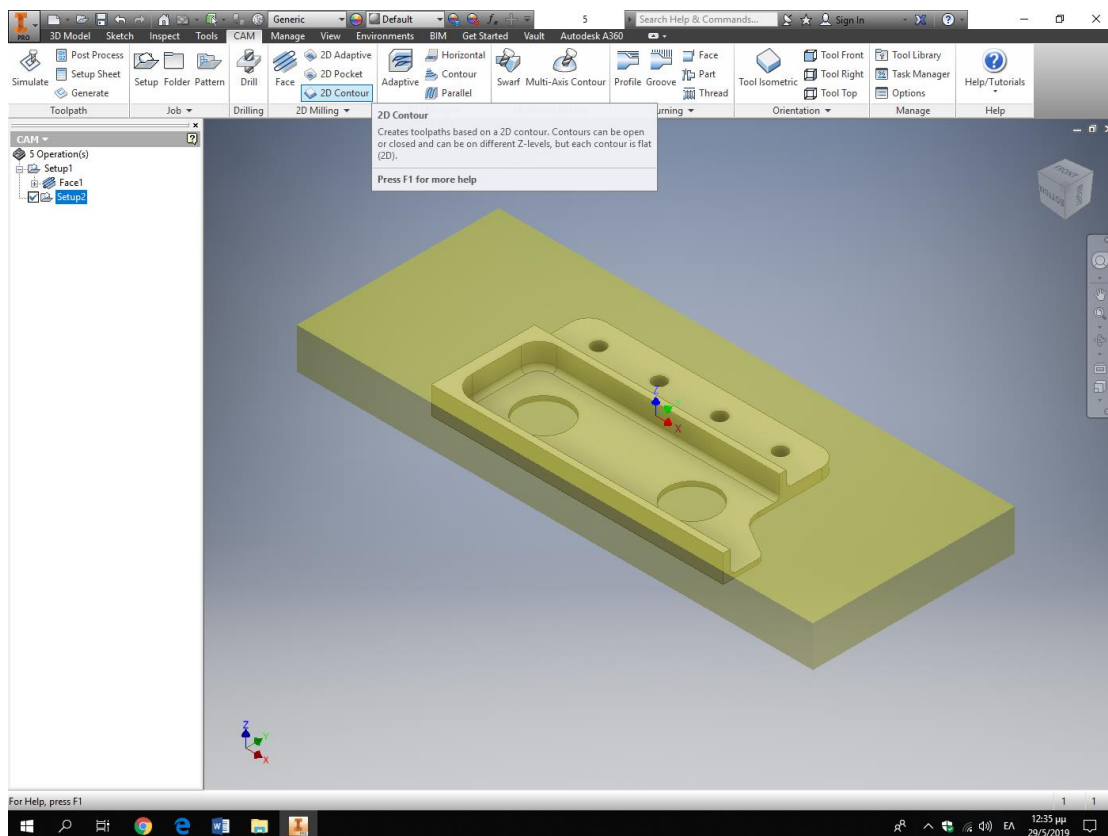 Generic
Default
5
Search Help & Commands...
Sign In
PRO
3D Model Sketch Inspect Tools CAM Manage View Environments BIM Get Started Vault Autodesk A360
Simulate
Post Process
Setup Sheet
Generate
Toolpath
Setup Folder Pattern
Job
Drill
Drilling
Face
2D Adaptive
2D Pocket
2D Contour
2D Milling
Adaptive
Horizontal
Contour
Parallel
Swarf Multi-Axis Contour
Profile Groove
Face
Part
Thread
urning
Tool Isometric
Tool Front
Tool Right
Tool Top
Orientation
Tool Library
Task Manager
Options
Manage
Help/Tutorials
Help
2D Contour
Creates toolpaths based on a 2D contour. Contours can be open
or closed and can be on different Z-levels, but each contour is flat
(2D).
Press F1 for more help
CAM
5 Operation(s)
Setup1
Face1
Setup2
FRONT
BOTTOM
RIGHT
Z
Y
X
Z
Y
X
For Help, press F1
1 1
ΕΛ
12:35 μμ
29/5/2019